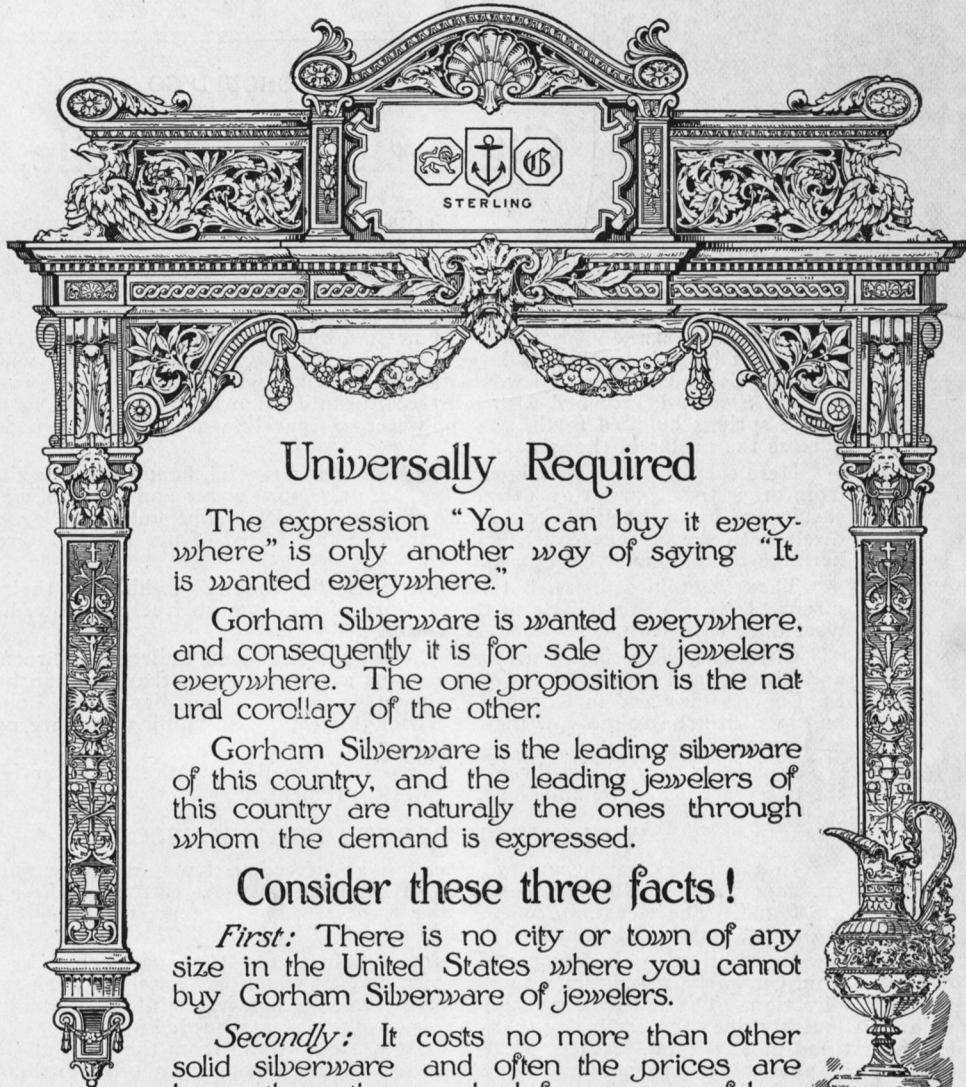 STERLING
Universally Required
The expression “You can buy it every-
where” is only another way of saying “It
is wanted everywhere.”
Gorham Silverware is wanted everywhere,
and consequently it is for sale by jewelers
everywhere. The one proposition is the nat
ural corollary of the other.
Gorham Silverware is the leading silverware
of this country, and the leading jewelers of
this country are naturally the ones through
whom the demand is expressed.
Consider these three facts!
First: There is no city or town of any
size in the United States where you cannot
buy Gorham Silverware of jewelers.
Secondly: It costs no more than other
solid silverware and often the prices are